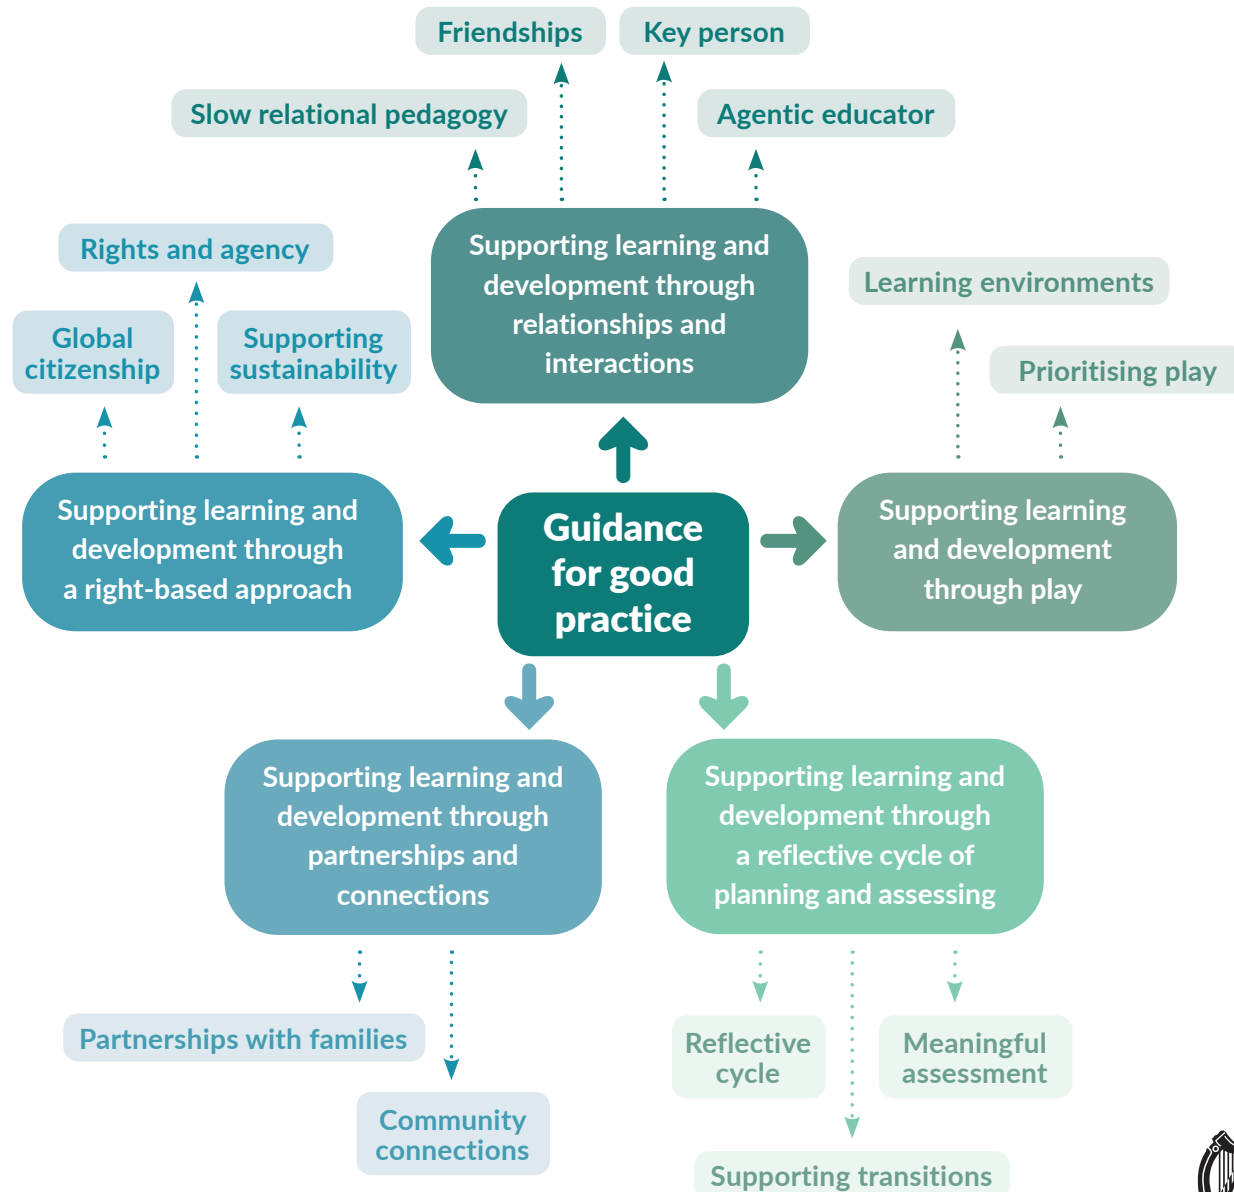 Friendships
Key person
Slow relational pedagogy
Agentic educator
Supporting learning and
development through
relationships and
interactions
Rights and agency
Global
citizenship
Supporting
sustainability
Learning environments
Prioritising play
Supporting learning and
development through
a right-based approach
Guidance
for good
practice
Supporting learning
and development
through play
Supporting learning and
development through
partnerships and
connections
Supporting learning and
development through
a reflective cycle of
planning and assessing
Partnerships with families
Community
connections
Reflective
cycle
Meaningful
assessment
Supporting transitions